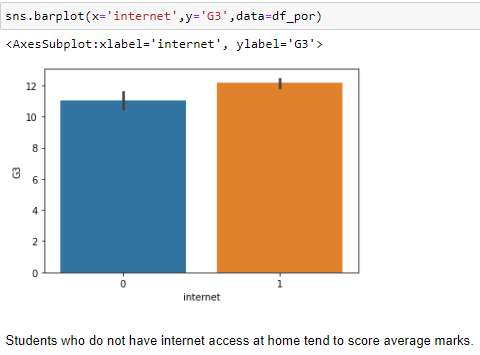 sns.barplot(x='internet',y='G3',data=df_por)
<AxesSubplot:xlabel='internet', ylabel='G3'>
12
10
8
6
4
2
0
G3
0 1
internet
Students who do not have internet access at home tend to score average marks.